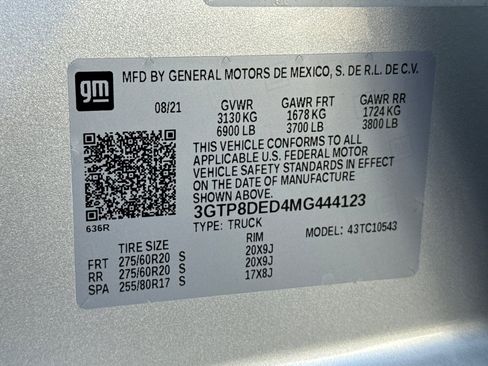 gm MFD BY GENERAL MOTORS DE MEXICO, S. DE R.L. DE C.V.
08/21 GVWR GAWR FRT GAWR RR
3130 KG 1678 KG 1724 KG
6900 LB 3700 LB 3800 LB
THIS VEHICLE CONFORMS TO ALL
APPLICABLE U.S. FEDERAL MOTOR
VEHICLE SAFETY STANDARDS IN EFFECT
ON THE DATE OF MANUFACTURE
SHOWN ABOVE.
3GTP8DED4MG444123
636R TYPE: TRUCK MODEL: 43TC10543
TIRE SIZE RIM
FRT 275/60R20 S 20X9J
RR 275/60R20 S 20X9J
SPA 255/80R17 S 17X8J